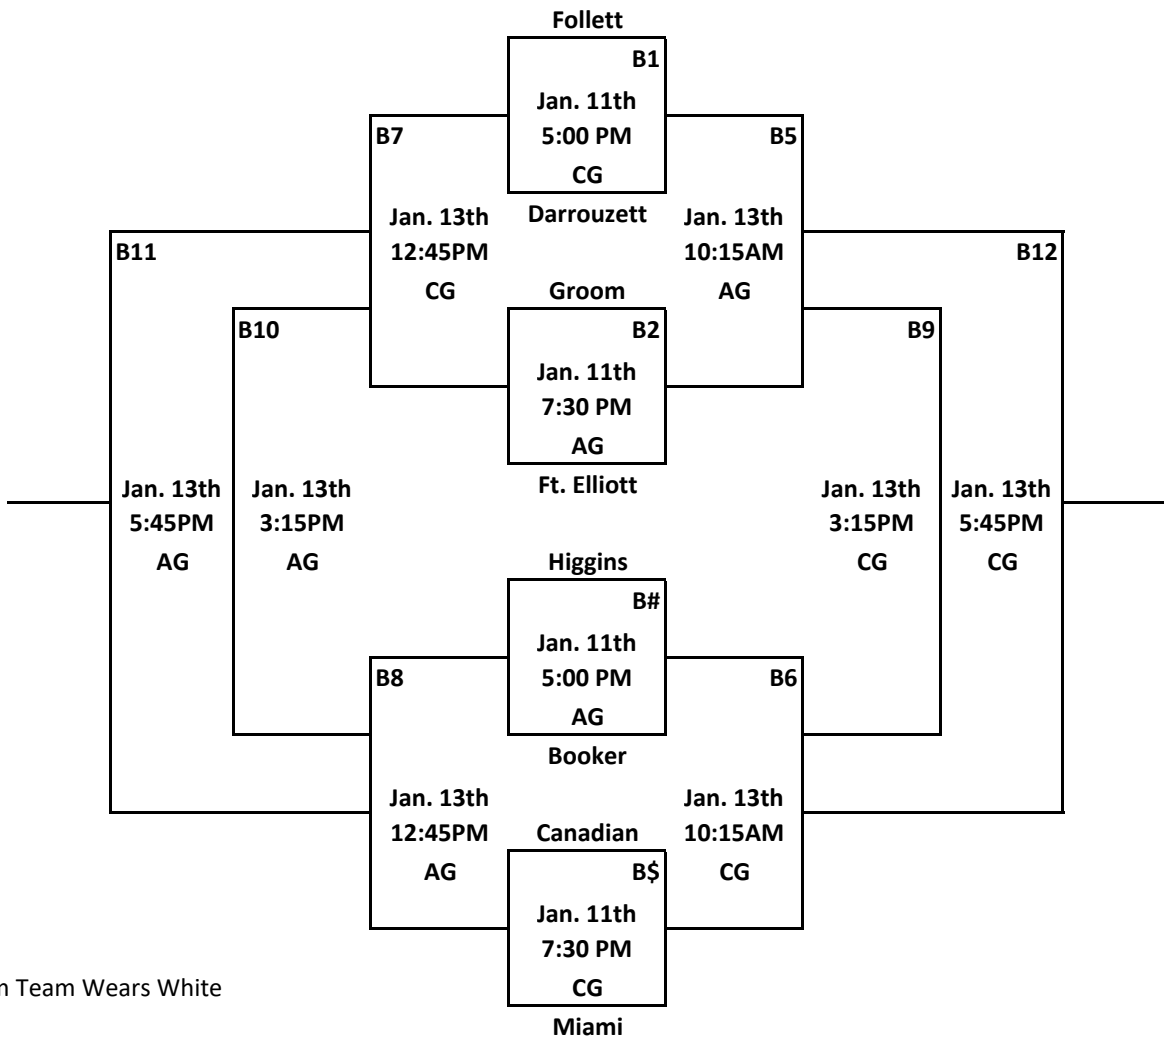 Follett
B1
Jan. 11th
5:00 PM
CG
Darrouzett
B7
Jan. 13th
12:45PM
CG
B5
Jan. 13th
10:15AM
AG
B11
Jan. 13th
5:45PM
AG
B10
Jan. 13th
3:15PM
AG
Groom
B2
Jan. 11th
7:30 PM
AG
Ft. Elliott
B9
Jan. 13th
3:15PM
CG
B12
Jan. 13th
5:45PM
CG
Higgins
B#
Jan. 11th
5:00 PM
AG
Booker
B8
Jan. 13th
12:45PM
AG
B6
Jan. 13th
10:15AM
CG
Canadian
B$
Jan. 11th
7:30 PM
CG
Miami
Team Wears White